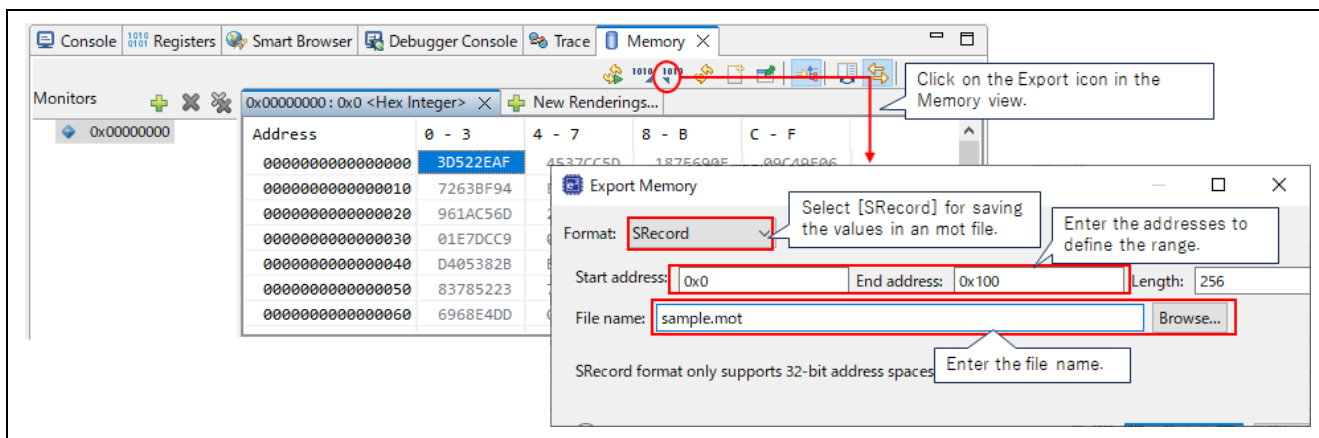 Console Registers Smart Browser Debugger Console Trace Memory
Click on the Export icon in the
Memory view.
Monitors
0x00000000 : 0x0 <Hex Integer> New Renderings...
0x00000000
Address 0 - 3 4 - 7 8 - B C - F
0000000000000000 3D522EAF 4537CC5D
0000000000000010 7263BF94
0000000000000020 961AC56D
0000000000000030 01E7DCC9
0000000000000040 D405382B
0000000000000050 83785223
0000000000000060 6968E4DD
Export Memory
Select [SRecord] for saving
the values in an mot file.
Enter the addresses to
define the range.
Format: SRecord
Start address: 0x0 End address: 0x100 Length: 256
File name: sample.mot Browse...
Enter the file name.
SRecord format only supports 32-bit address spaces